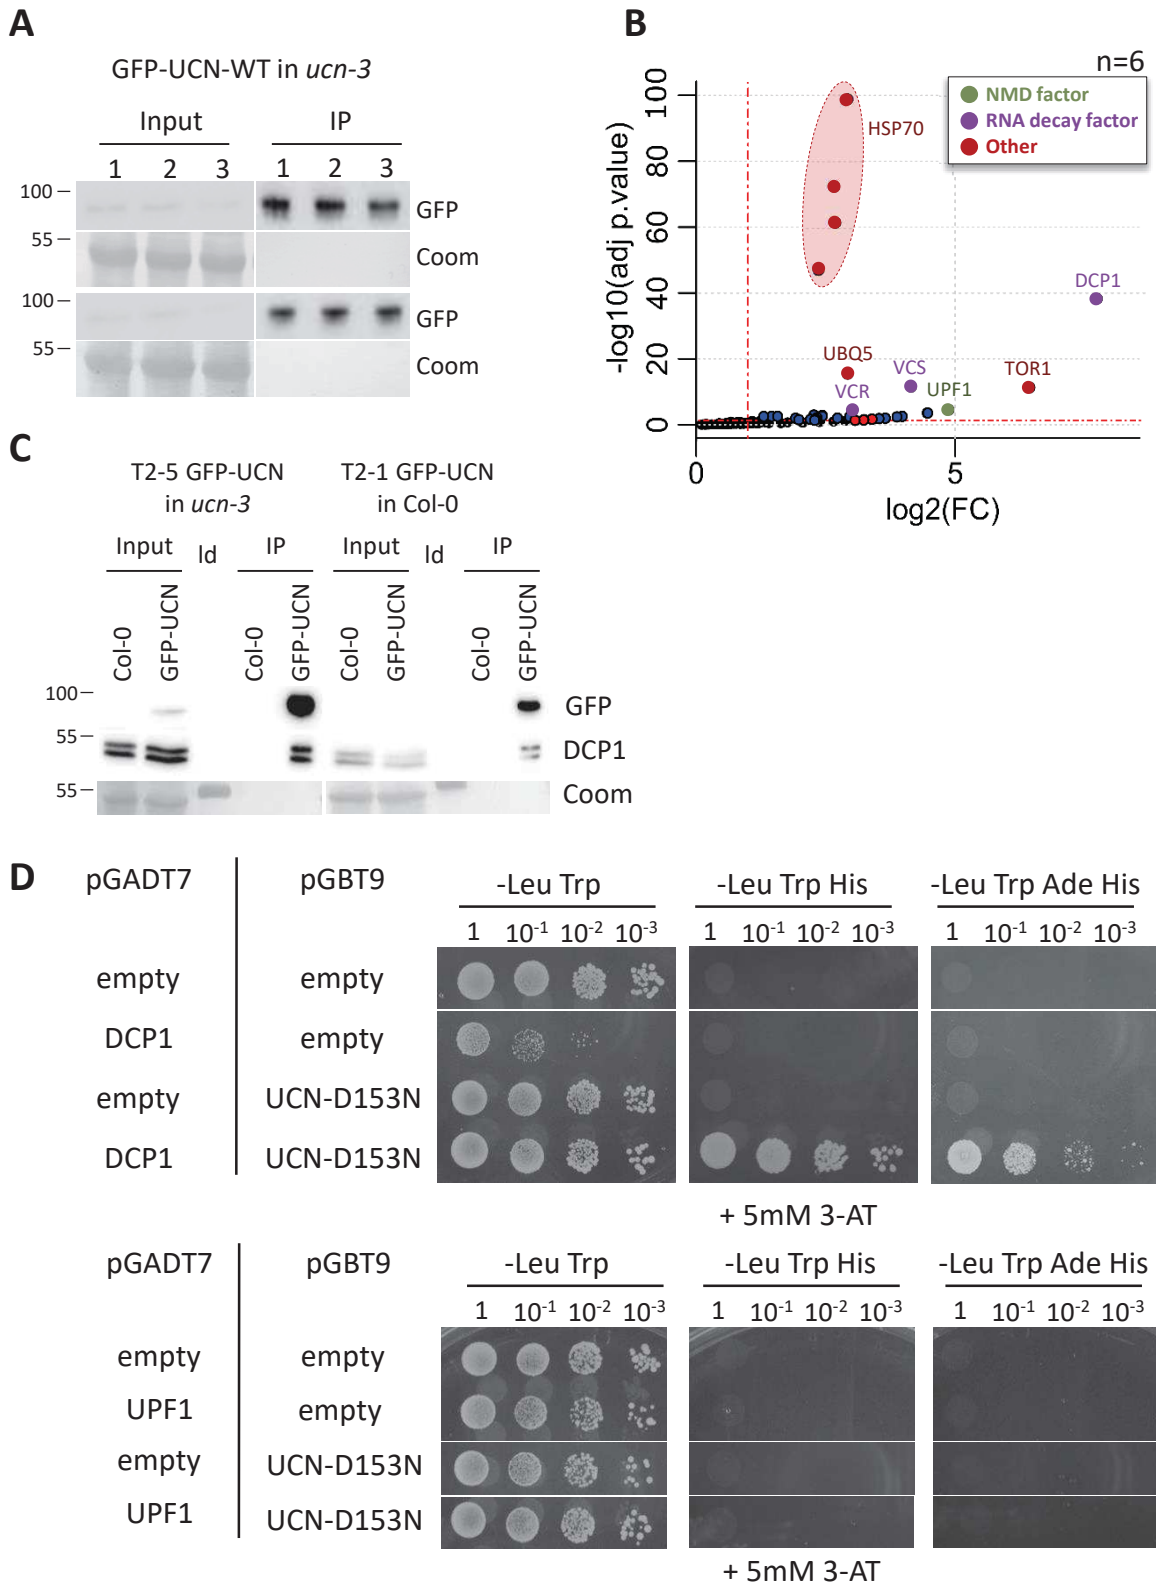 A
GFP-UCN-WT in ucn-3
Input IP
1 2 3 1 2 3
100
GFP
55
Coom
100
GFP
55
Coom
B
n=6
NMD factor
RNA decay factor
Other
-log10(adj p.value)
100
80
60
40
20
0
HSP70
DCP1
UBQ5
VCS
TOR1
VCR
UPF1
0 5
log2(FC)
C
T2-5 GFP-UCN
in ucn-3
T2-1 GFP-UCN
in Col-0
Input ld IP Input ld IP
Col-0 GFP-UCN Col-0 GFP-UCN Col-0 GFP-UCN Col-0 GFP-UCN
100
GFP
55
DCP1
55
Coom
D
pGADT7 pGBT9 -Leu Trp -Leu Trp His -Leu Trp Ade His
1 10-1 10-2 10-3 1 10-1 10-2 10-3 1 10-1 10-2 10-3
empty empty
DCP1 empty
empty UCN-D153N
DCP1 UCN-D153N
+ 5mM 3-AT
pGADT7 pGBT9 -Leu Trp -Leu Trp His -Leu Trp Ade His
1 10-1 10-2 10-3 1 10-1 10-2 10-3 1 10-1 10-2 10-3
empty empty
UPF1 empty
empty UCN-D153N
UPF1 UCN-D153N
+ 5mM 3-AT